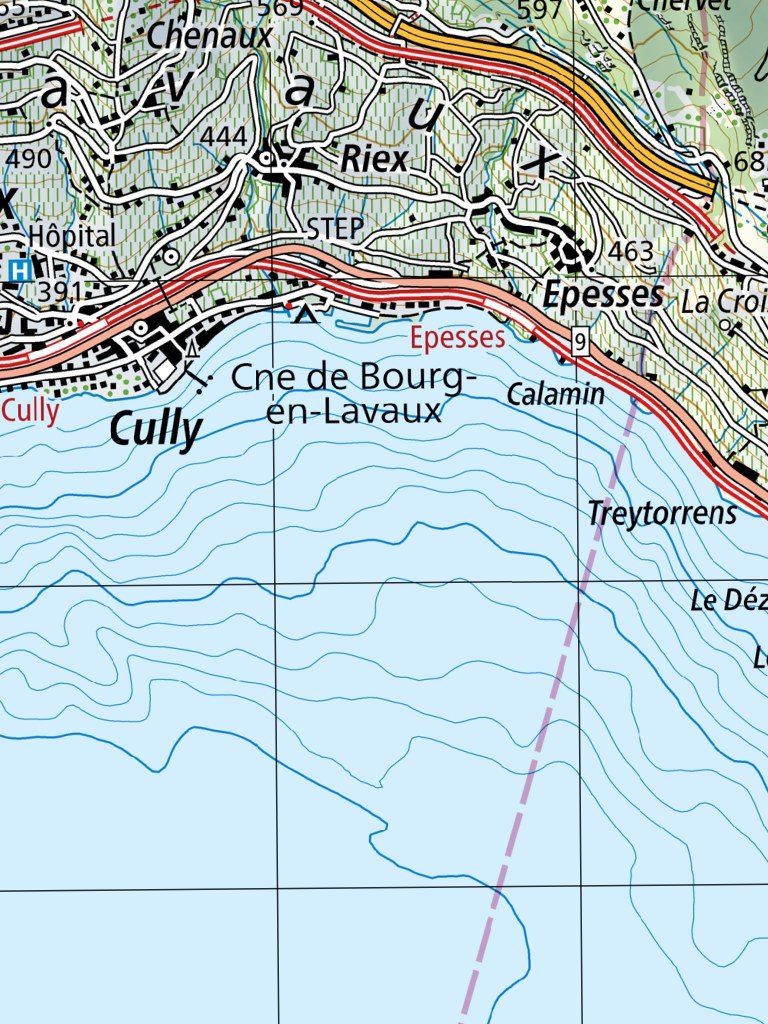 569
597
Chenaux
a v a u x
444
490
Riex
68
Hôpital
STEP
463
H
391
Epesses
La Croi
Epesses
9
Cne de Bourg-
en-Lavaux
Calamin
Cully
Cully
Treytorrens
Le Déz